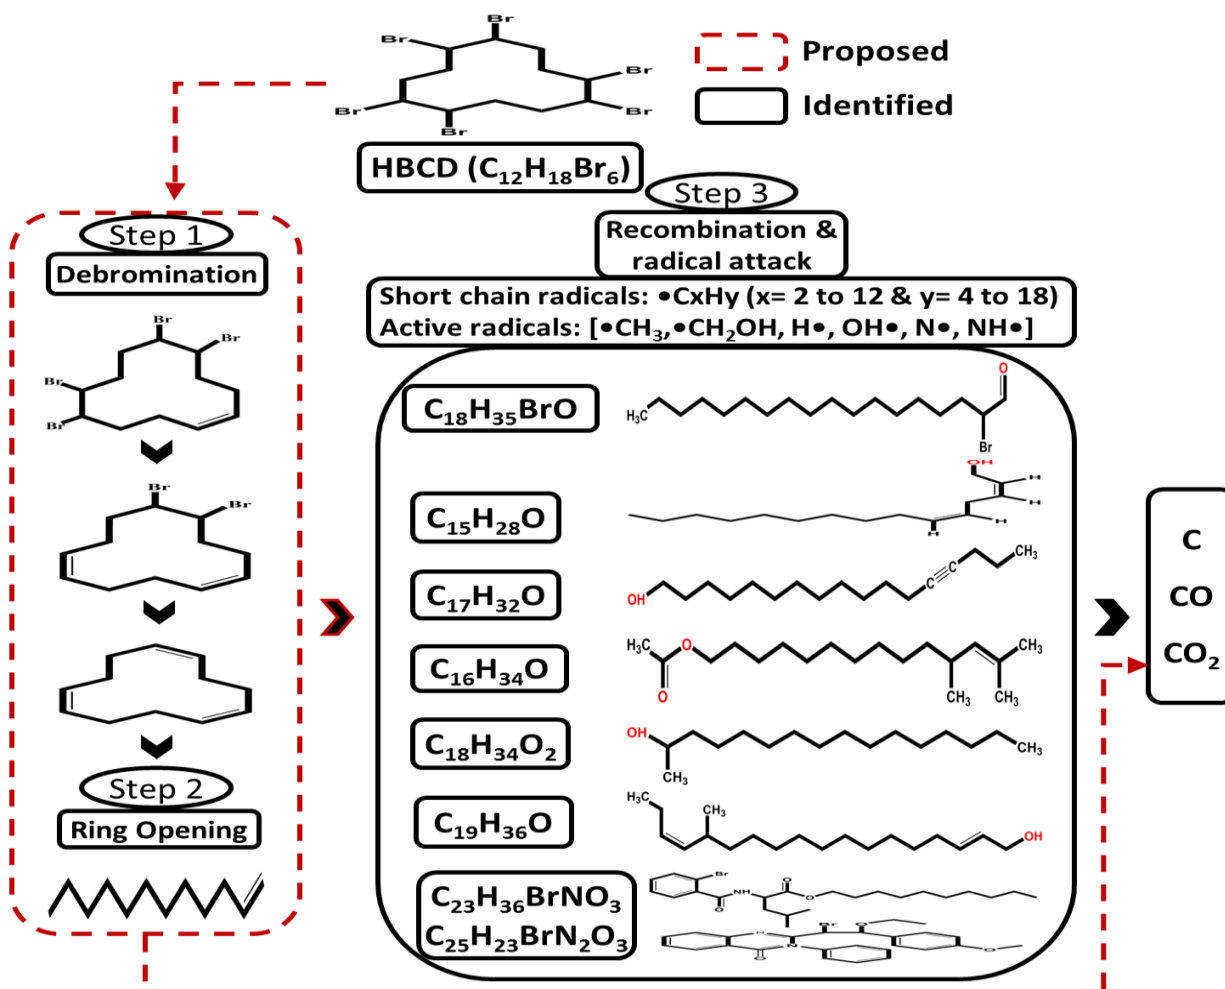 Br
Br
Br
Br
Br
Br
Proposed
Identified
HBCD (C₁₂H₁₈Br₆)
Step 1
Debromination
Br
Br
Br
Br
Br
Br
Step 2
Ring Opening
Step 3
Recombination &
radical attack
Short chain radicals: •CxHy (x= 2 to 12 & y= 4 to 18)
Active radicals: [•CH₃,•CH₂OH, H•, OH•, N•, NH•]
C₁₈H₃₅BrO
H₃C
O
Br
C₁₅H₂₈O
OH
H
H
H
H
C₁₇H₃₂O
OH
C
C
CH₃
C₁₆H₃₄O
H₃C
O
O
CH₃
CH₃
CH₃
C₁₈H₃₄O₂
OH
CH₃
CH₃
C₁₉H₃₆O
H₃C
CH₃
OH
C₂₃H₃₆BrNO₃
Br
NH
O
O
O
C₂₅H₂₃BrN₂O₃
N
N
O
Br
O
O
C
CO
CO₂